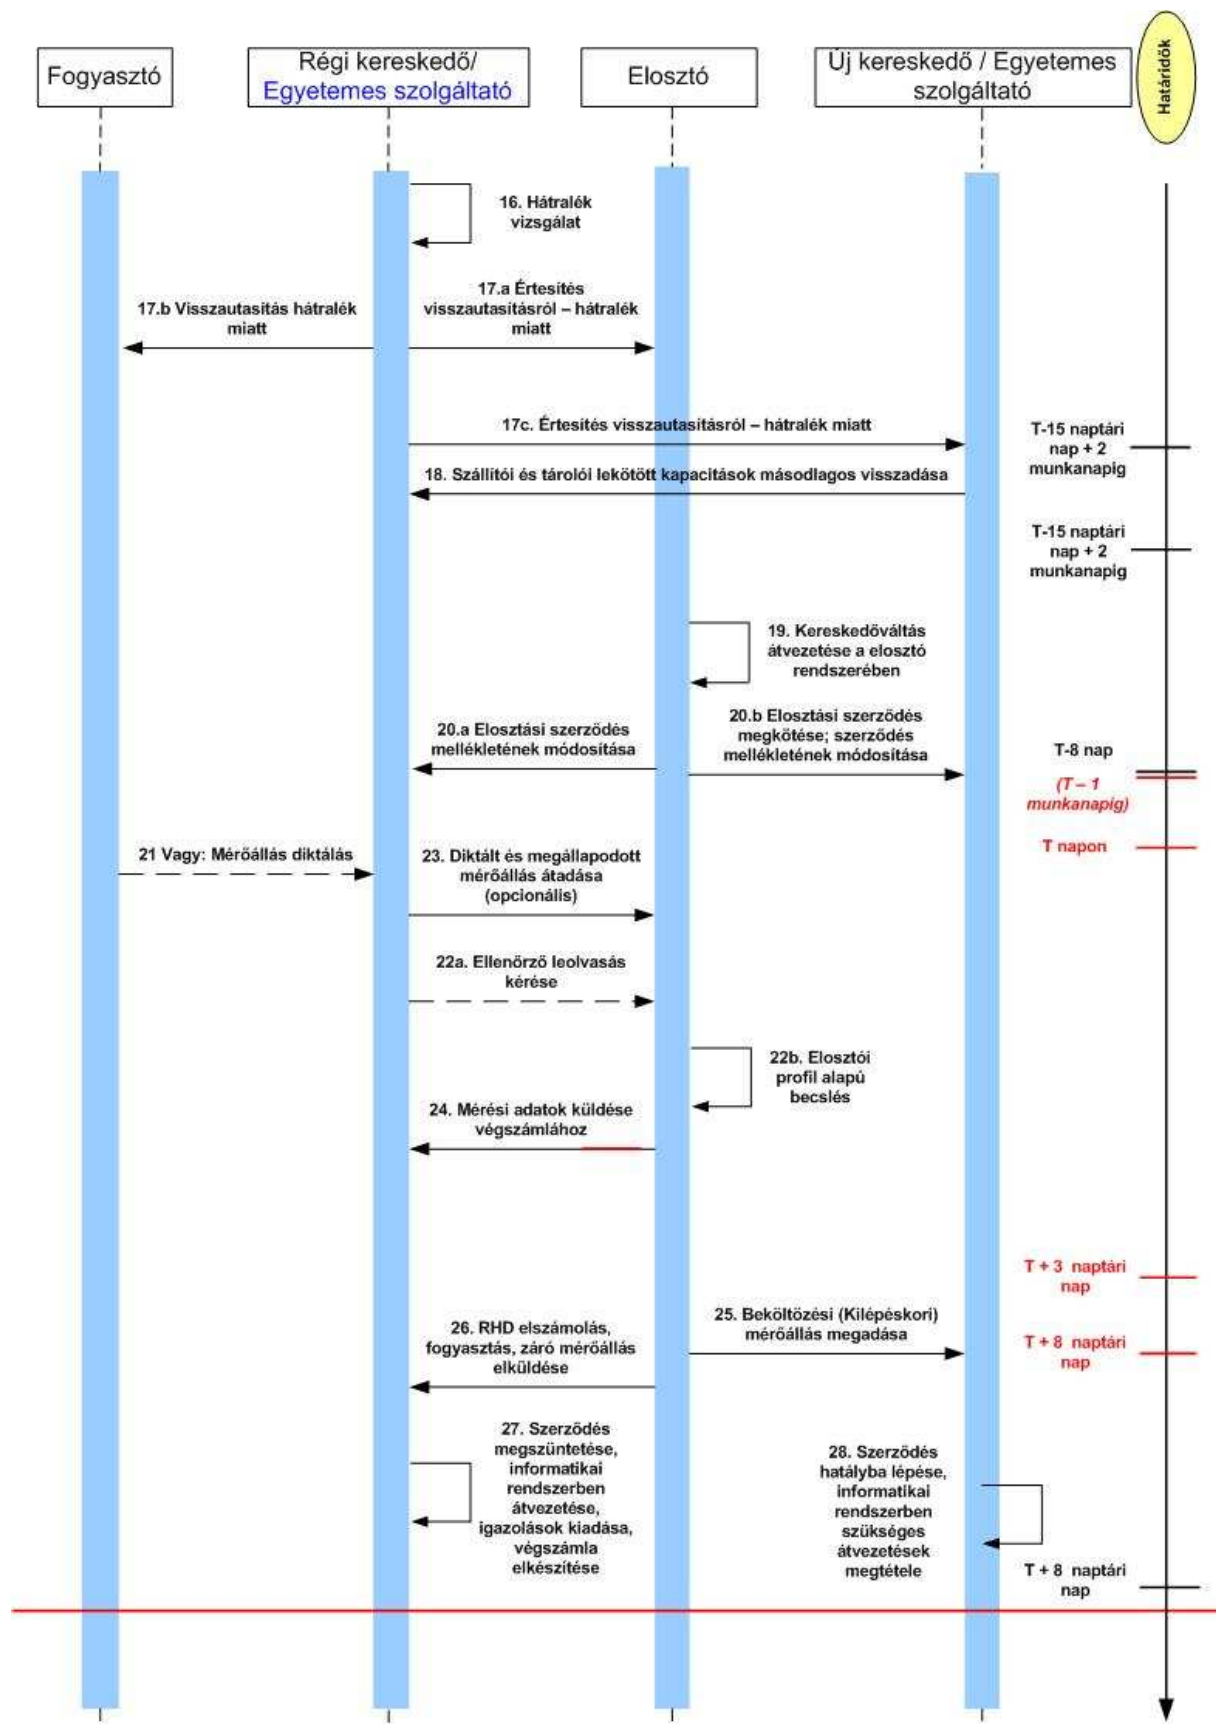 Fogyasztó
Régi kereskedő/
Egyetemes szolgáltató
Elosztó
Új kereskedő / Egyetemes
szolgáltató
Határidők
16. Hátralék
vizsgálat
17.b Visszautasítás hátralék
miatt
17.a Értesítés
visszautasításról – hátralék
miatt
17c. Értesítés visszautasításról – hátralék miatt
T-15 naptári
nap + 2
munkanapig
18. Szállítói és tárolói lekötött kapacitások másodlagos visszadása
T-15 naptári
nap + 2
munkanapig
19. Kereskedőváltás
átvezetése a elosztó
rendszerében
20.a Elosztási szerződés
mellékletének módosítása
20.b Elosztási szerződés
megkötése; szerződés
mellékletének módosítása
T-8 nap
(T – 1
munkanapig)
T napon
21 Vagy: Mérőállás diktálás
23. Diktált és megállapodott
mérőállás átadása
(opcionális)
22a. Ellenőrző leolvasás
kérése
22b. Elosztói
profil alapú
becslés
24. Mérési adatok küldése
végszámlához
T + 3 naptári
nap
25. Beköltözési (Kilépéskori)
mérőállás megadása
T + 8 naptári
nap
26. RHD elszámolás,
fogyasztás, záró mérőállás
elküldése
27. Szerződés
megszüntetése,
informatikai
rendszerben
átvezetése,
igazolások kiadása,
végszámla
elkészítése
28. Szerződés
hatályba lépése,
informatikai
rendszerben
szükséges
átvezetések
megtétele
T + 8 naptári
nap